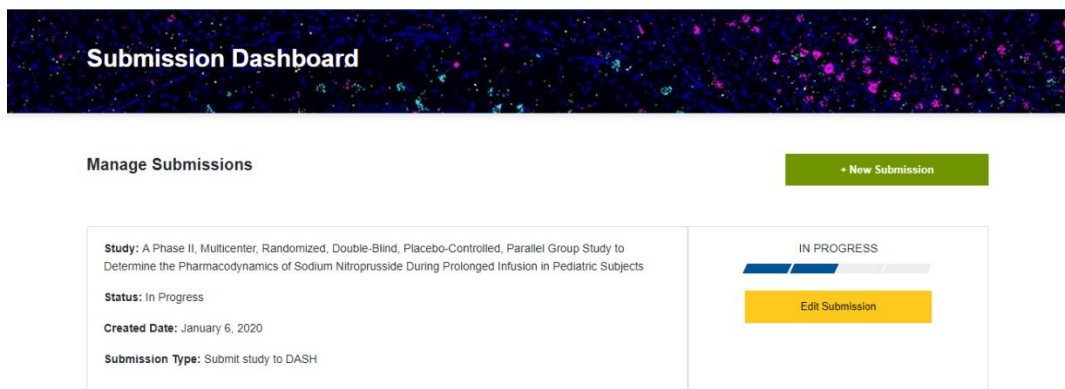 Submission Dashboard
Manage Submissions
+ New Submission
Study: A Phase II, Multicenter, Randomized, Double-Blind, Placebo-Controlled, Parallel Group Study to
Determine the Pharmacodynamics of Sodium Nitroprusside During Prolonged Infusion in Pediatric Subjects
Status: In Progress
Created Date: January 6, 2020
Submission Type: Submit study to DASH
IN PROGRESS
Edit Submission